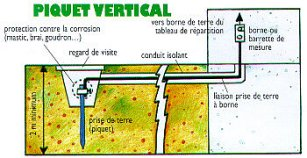 PIQUET VERTICAL
protection contre la corrosion
(mastic, brai, goudron...)
regard de visite
vers borne de terre du
tableau de répartition
conduit isolant
borne ou
barrette de
mesure
liaison prise de terre
à borne
prise de terre
(piquet)
2 m minimum